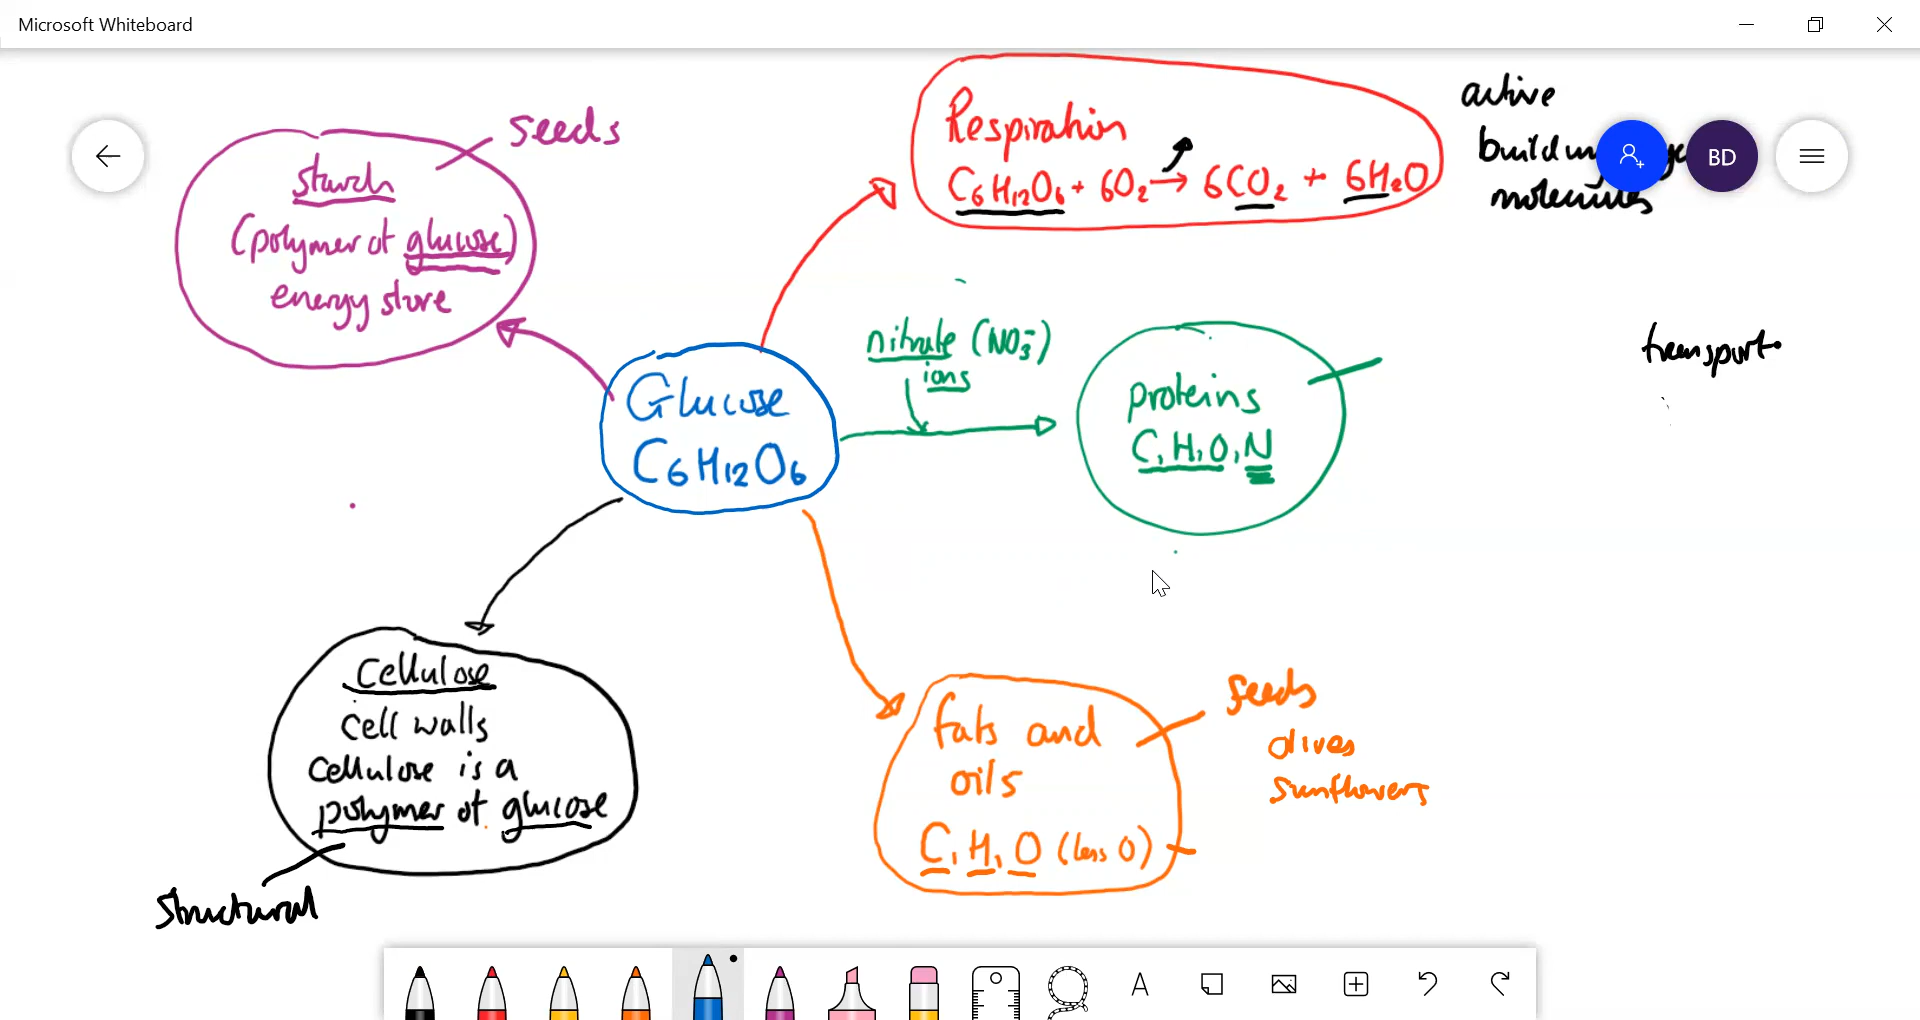 Microsoft Whiteboard
seeds
starch
(polymer of glucose)
energy store
Respiration
C6H12O6 + 6O2 → 6CO2 + 6H2O
active
building
molecules
BD
transport
nitrate (NO3-)
ions
Glucose
C6H12O6
proteins
C, H, O, N
Cellulose
cell walls
Cellulose is a
polymer of glucose
structural
fats and
oils
C, H, O (less O)
seeds
olives
sunflowers
A